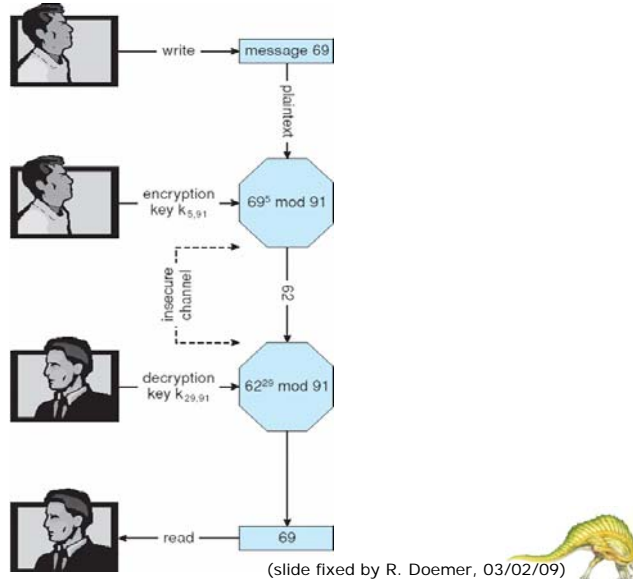 write
message 69
plaintext
encryption
key k5,91
69⁵ mod 91
insecure
channel
62
decryption
key k29,91
62²⁹ mod 91
read
69
(slide fixed by R. Doemer, 03/02/09)